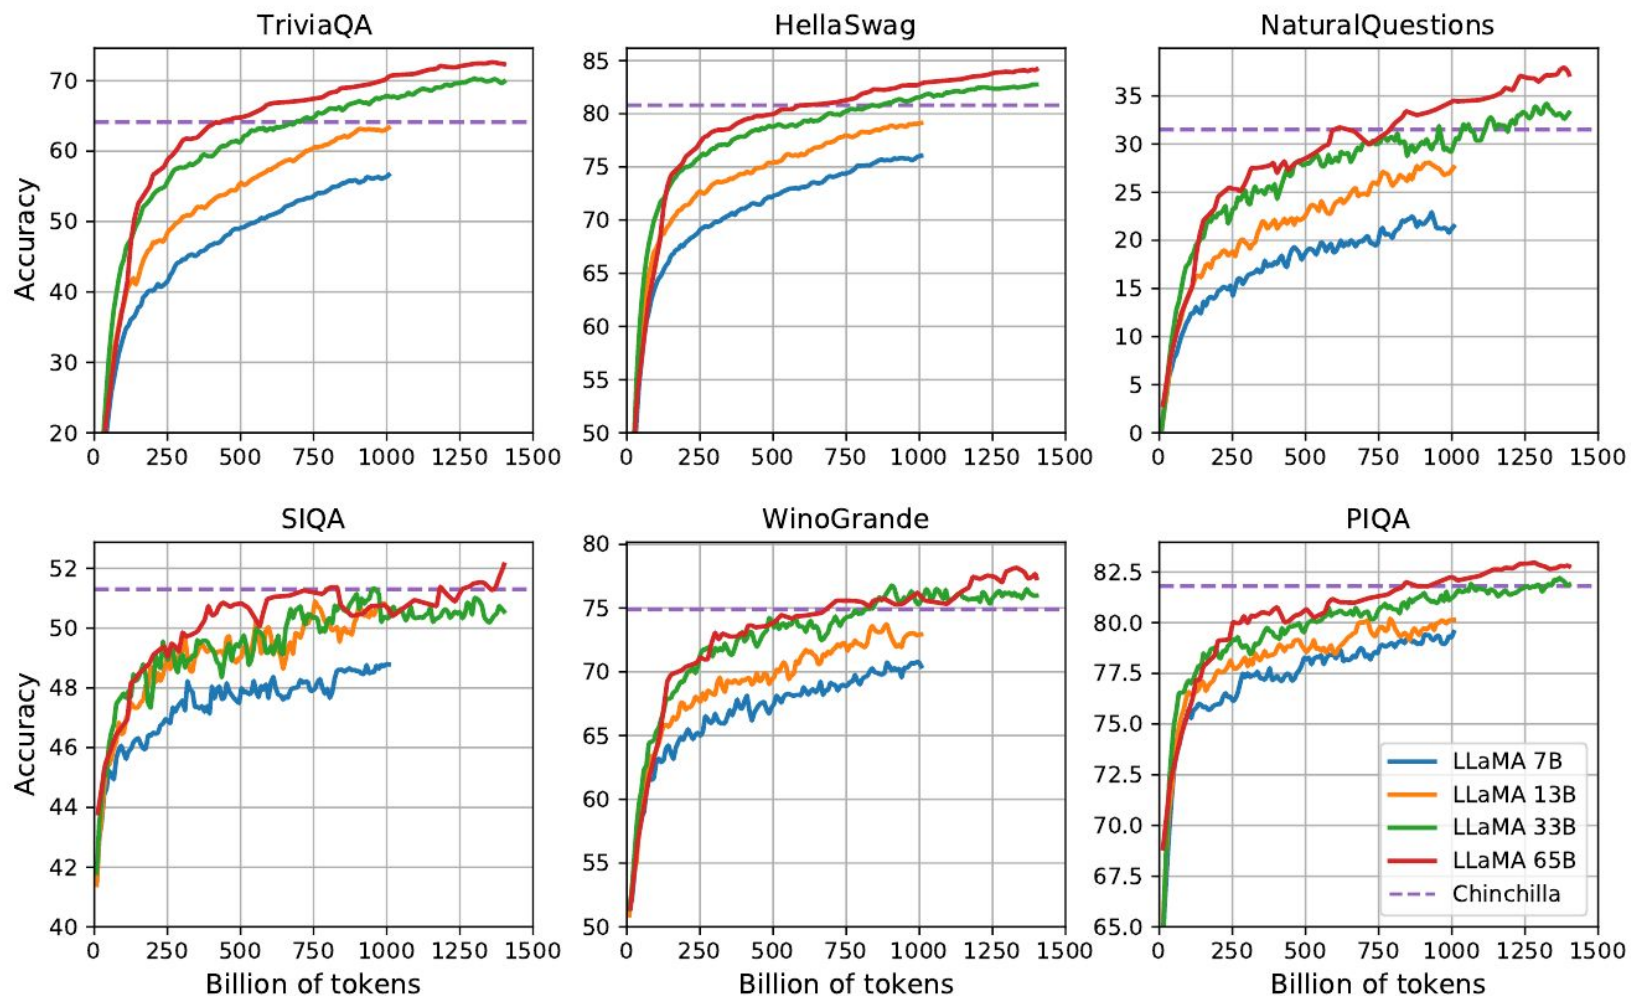 TriviaQA
HellaSwag
NaturalQuestions
Accuracy
70
60
50
40
30
20
0 250 500 750 1000 1250 1500
85
80
75
70
65
60
55
50
0 250 500 750 1000 1250 1500
35
30
25
20
15
10
5
0
0 250 500 750 1000 1250 1500
SIQA
WinoGrande
PIQA
Accuracy
52
50
48
46
44
42
40
0 250 500 750 1000 1250 1500
Billion of tokens
80
75
70
65
60
55
50
0 250 500 750 1000 1250 1500
Billion of tokens
82.5
80.0
77.5
75.0
72.5
70.0
67.5
65.0
0 250 500 750 1000 1250 1500
Billion of tokens
LLaMA 7B
LLaMA 13B
LLaMA 33B
LLaMA 65B
Chinchilla